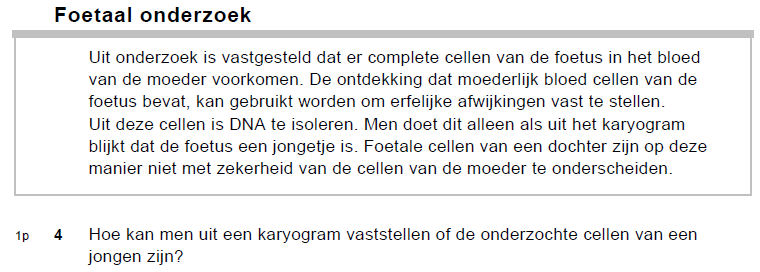 Foetaal onderzoek
Uit onderzoek is vastgesteld dat er complete cellen van de foetus in het bloed
van de moeder voorkomen. De ontdekking dat moederlijk bloed cellen van de
foetus bevat, kan gebruikt worden om erfelijke afwijkingen vast te stellen.
Uit deze cellen is DNA te isoleren. Men doet dit alleen als uit het karyogram
blijkt dat de foetus een jongetje is. Foetale cellen van een dochter zijn op deze
manier niet met zekerheid van de cellen van de moeder te onderscheiden.
1p 4 Hoe kan men uit een karyogram vaststellen of de onderzochte cellen van een
jongen zijn?